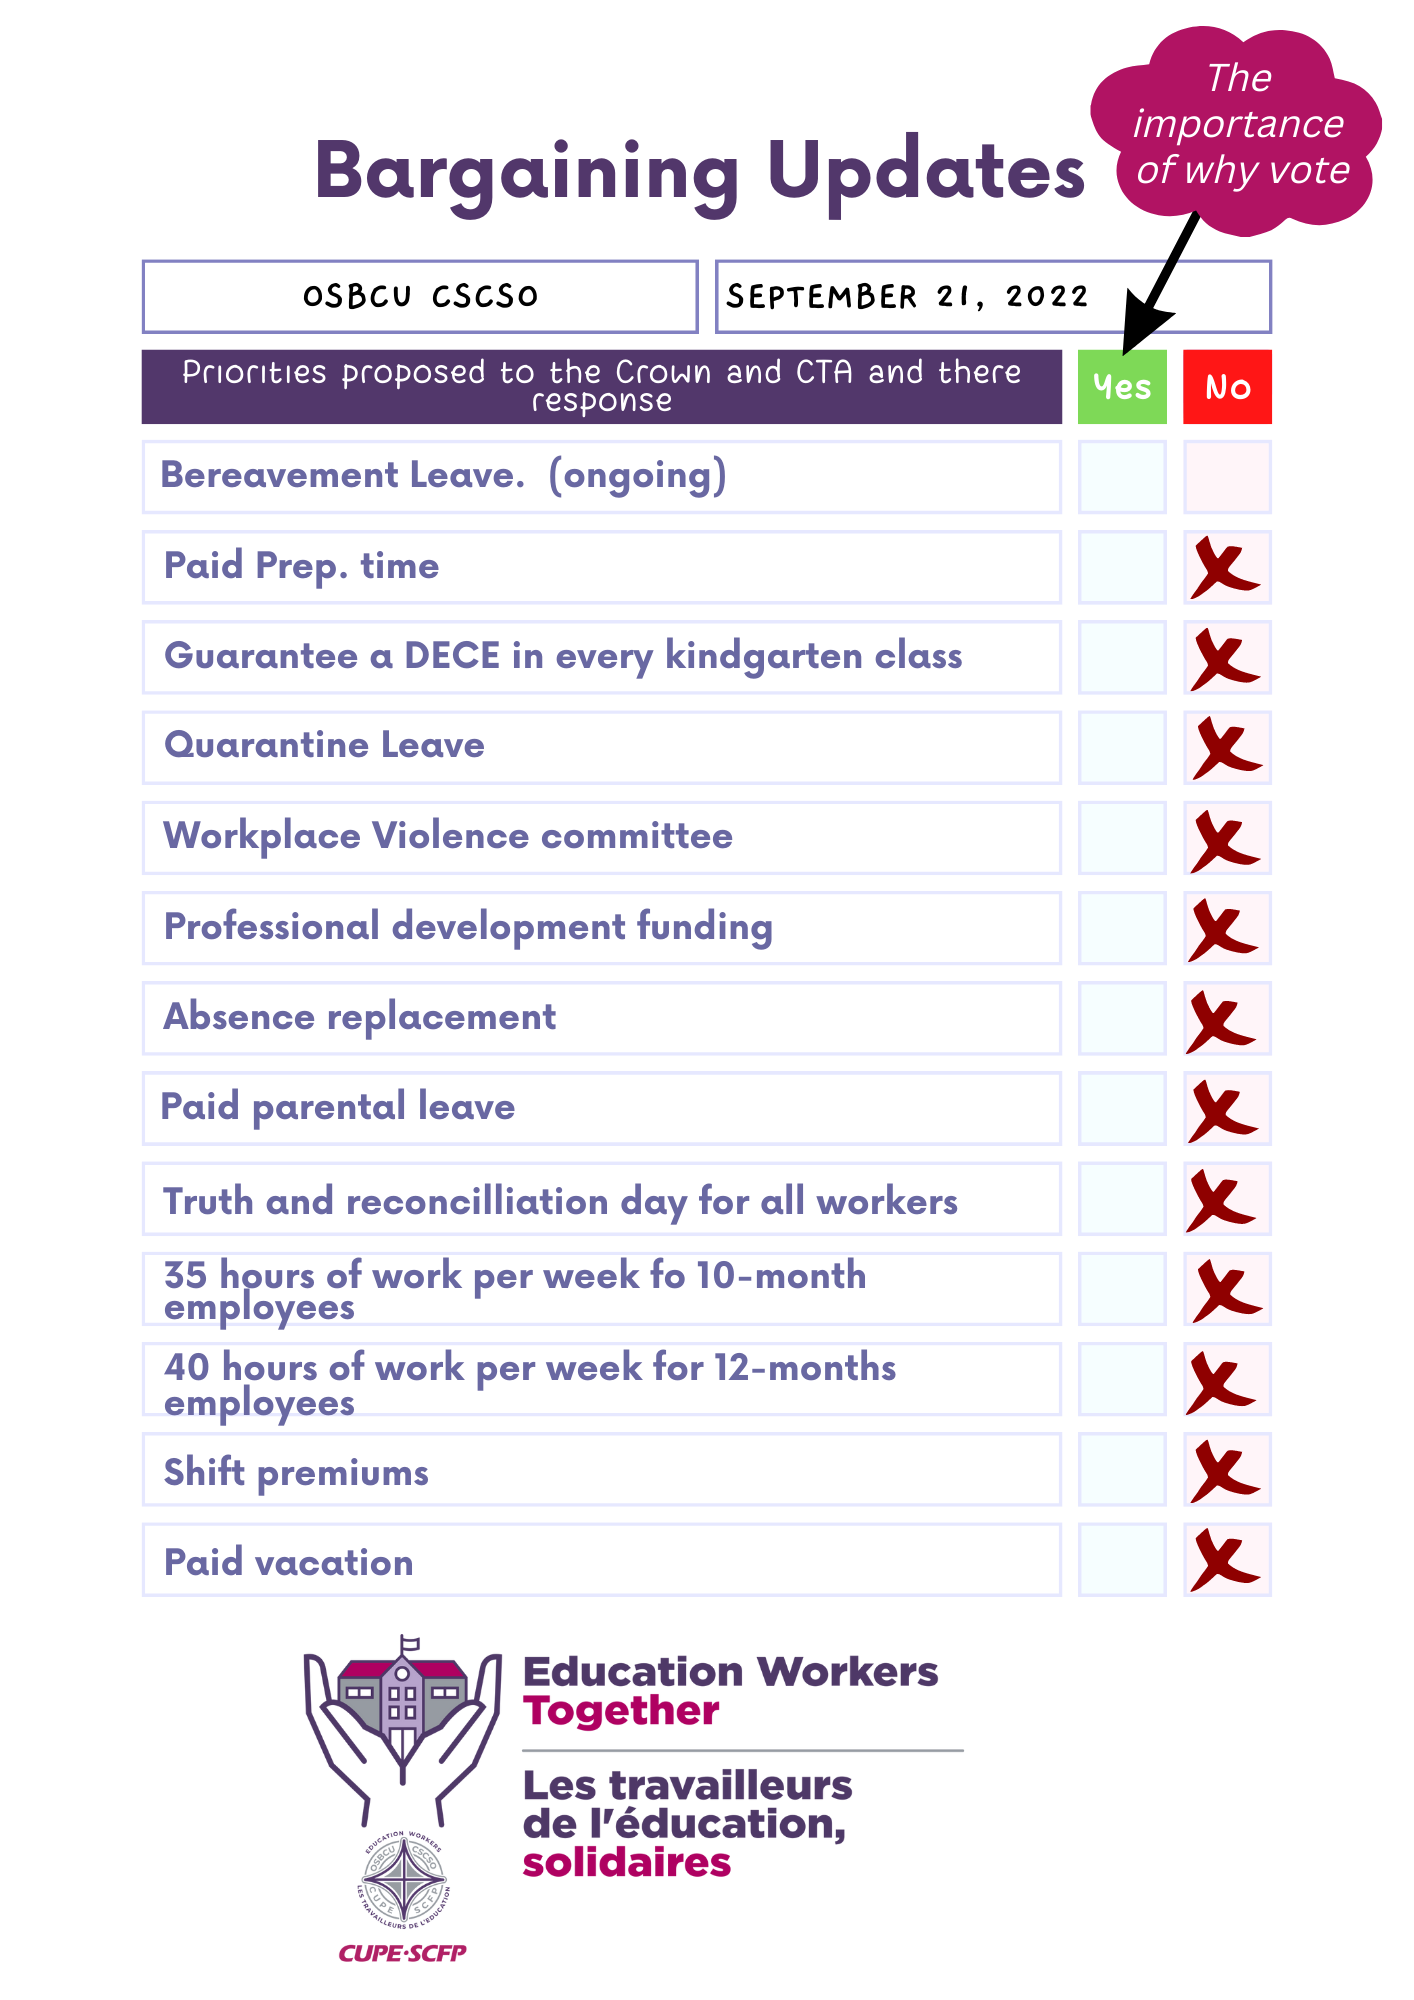 The
importance
of why vote
Bargaining Updates
OSBCU CSCSO
SEPTEMBER 21, 2022
Priorities proposed to the Crown and CTA and there
response
Yes
No
Bereavement Leave.  (ongoing)
Paid Prep. time
Guarantee a DECE in every kindgarten class
Quarantine Leave
Workplace Violence committee
Professional development funding
Absence replacement
Paid parental leave
Truth and reconcilliation day for all workers
35 hours of work per week fo 10-month
employees
40 hours of work per week for 12-months
employees
Shift premiums
Paid vacation
Education Workers
Together
Les travailleurs
de l'éducation,
solidaires
EDUCATION WORKERS
OSBCU CSCSO
CUPE SCFP
LES TRAVAILLEURS DE L'ÉDUCATION
CUPE·SCFP